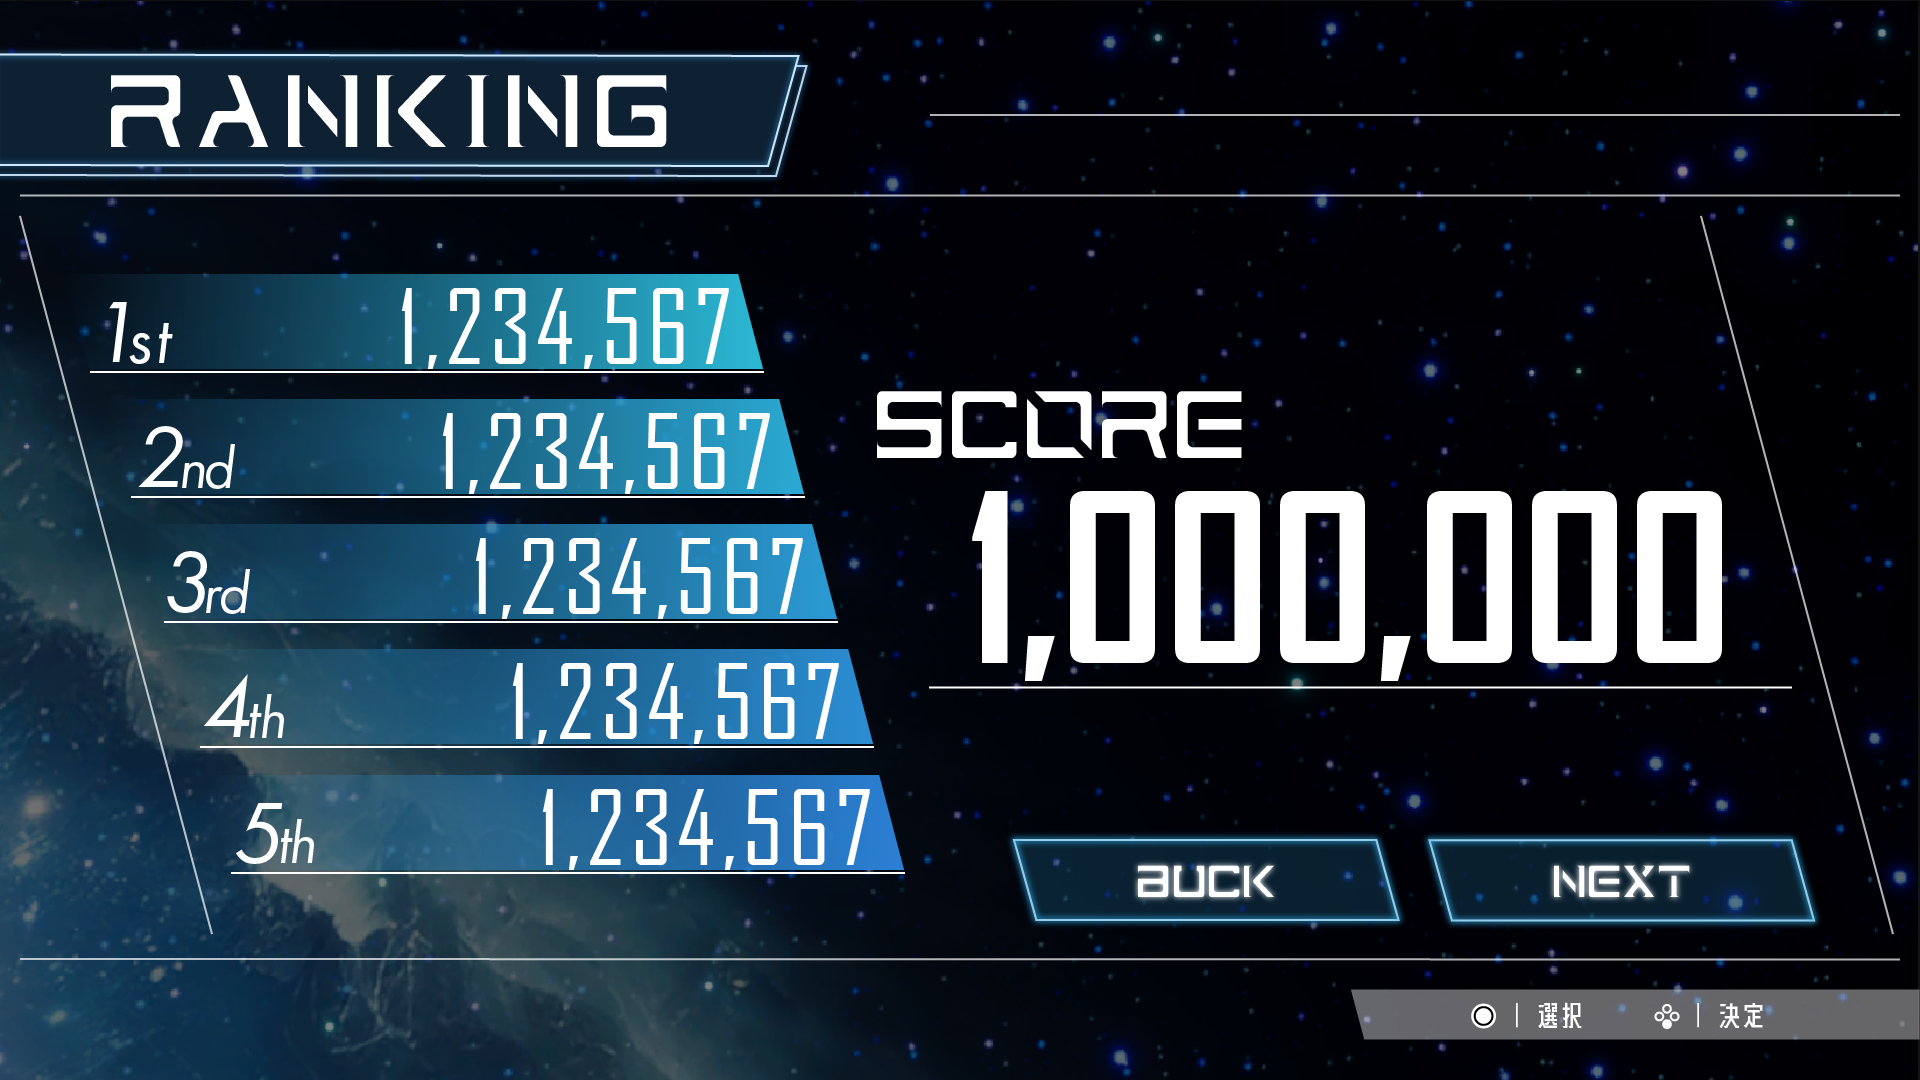 RANKING
1st 1,234,567
2nd 1,234,567
3rd 1,234,567
4th 1,234,567
5th 1,234,567
SCORE
1,000,000
BUCK NEXT
選択 決定